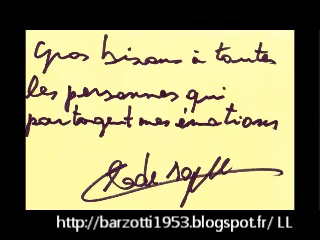 Gros bisous à toutes
les personnes qui
partagent mes émotions
http://barzotti1953.blogspot.fr/ LL